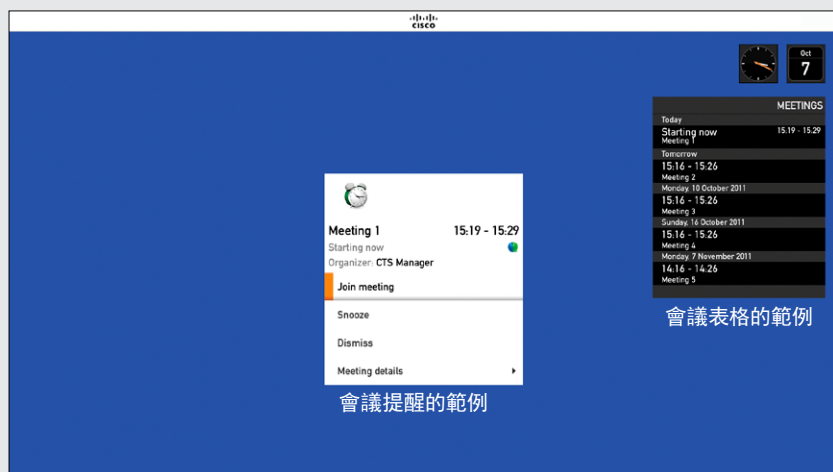 CISCO
Oct
7
MEETINGS
Today
Starting now 15.19 - 15.29
Meeting 1
Tomorrow
15:16 - 15.26
Meeting 2
Monday, 10 October 2011
15:16 - 15.26
Meeting 3
Sunday, 16 October 2011
15:16 - 15.26
Meeting 4
Monday, 7 November 2011
14:16 - 14:26
Meeting 5
會議表格的範例
Meeting 1 15:19 - 15:29
Starting now
Organizer: CTS Manager
Join meeting
Snooze
Dismiss
Meeting details
會議提醒的範例